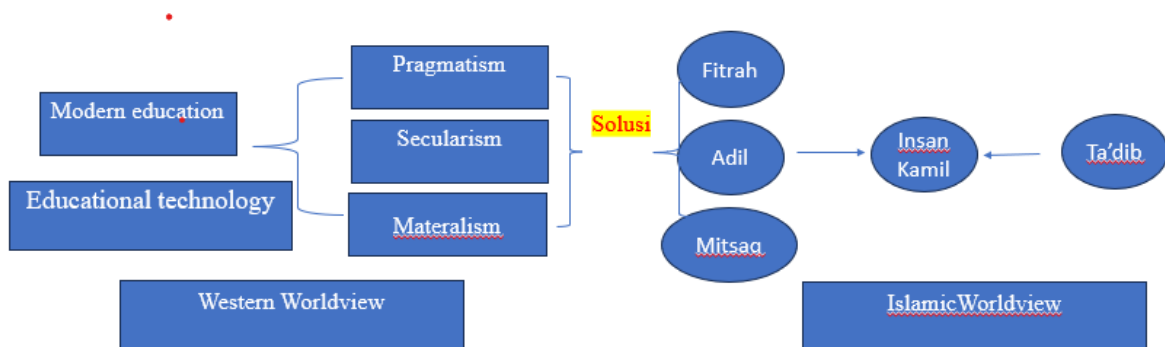 Modern education
Educational technology
Pragmatism
Secularism
Materalism
Solusi
Fitrah
Adil
Mitsaq
Insan
Kamil
Ta'dib
Western Worldview
IslamicWorldview